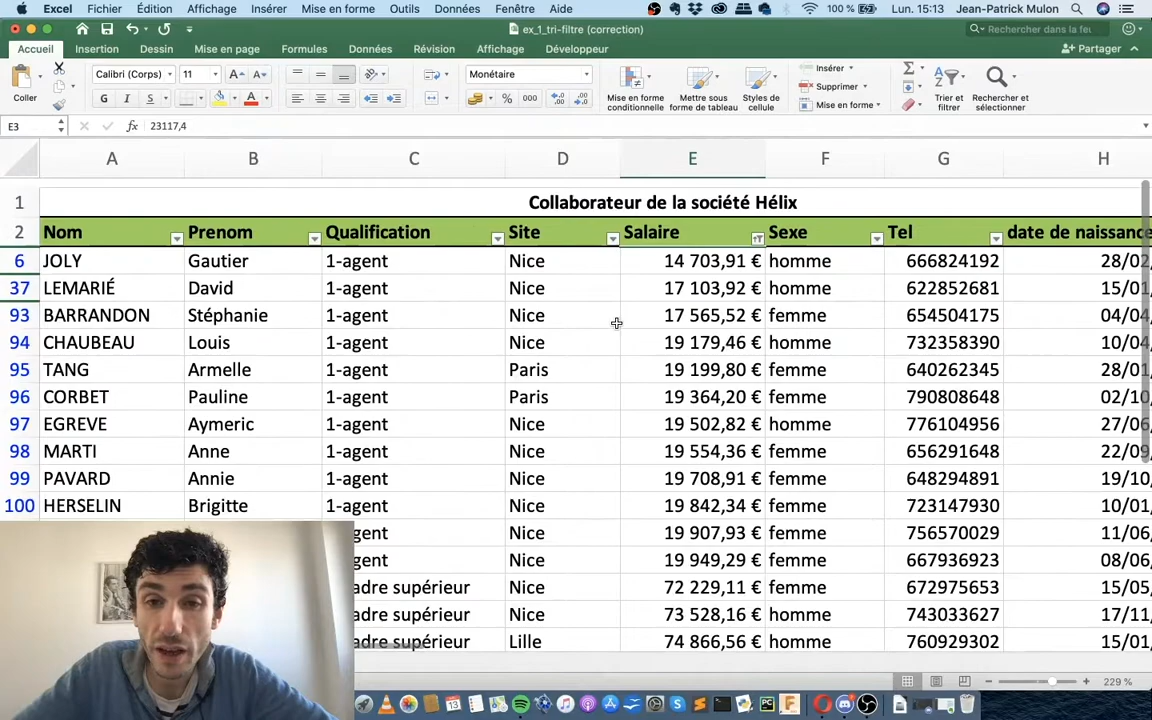 Excel Fichier Édition Affichage Insérer Mise en forme Outils Données Fenêtre Aide 100 % Lun. 15:13 Jean-Patrick Mulon
ex_1_tri-filtre (correction)
Rechercher dans la feu
Accueil Insertion Dessin Mise en page Formules Données Révision Affichage Développeur Partager
Coller
Calibri (Corps) 11
G I S
Monétaire
% 000
Mise en forme conditionnelle
Mettre sous forme de tableau
Styles de cellule
Insérer
Supprimer
Mise en forme
Trier et filtrer
Rechercher et sélectionner
E3 fx 23117,4
A B C D E F G H
1 Collaborateur de la société Hélix
2 Nom Prenom Qualification Site Salaire Sexe Tel date de naissance
6 JOLY Gautier 1-agent Nice 14 703,91 € homme 666824192 28/02
37 LEMARIÉ David 1-agent Nice 17 103,92 € homme 622852681 15/01
93 BARRANDON Stéphanie 1-agent Nice 17 565,52 € femme 654504175 04/04
94 CHAUBEAU Louis 1-agent Nice 19 179,46 € homme 732358390 10/04
95 TANG Armelle 1-agent Paris 19 199,80 € femme 640262345 28/01
96 CORBET Pauline 1-agent Paris 19 364,20 € femme 790808648 02/10
97 EGREVE Aymeric 1-agent Nice 19 502,82 € homme 776104956 27/06
98 MARTI Anne 1-agent Nice 19 554,36 € femme 656291648 22/09
99 PAVARD Annie 1-agent Nice 19 708,91 € femme 648294891 19/10
100 HERSELIN Brigitte 1-agent Nice 19 842,34 € femme 723147930 10/01
gent Nice 19 907,93 € femme 756570029 11/06
gent Nice 19 949,29 € femme 667936923 08/06
adre supérieur Nice 72 229,11 € femme 672975653 15/05
adre supérieur Nice 73 528,16 € homme 743033627 17/11
adre supérieur Lille 74 866,56 € homme 760929302 15/01
229 %